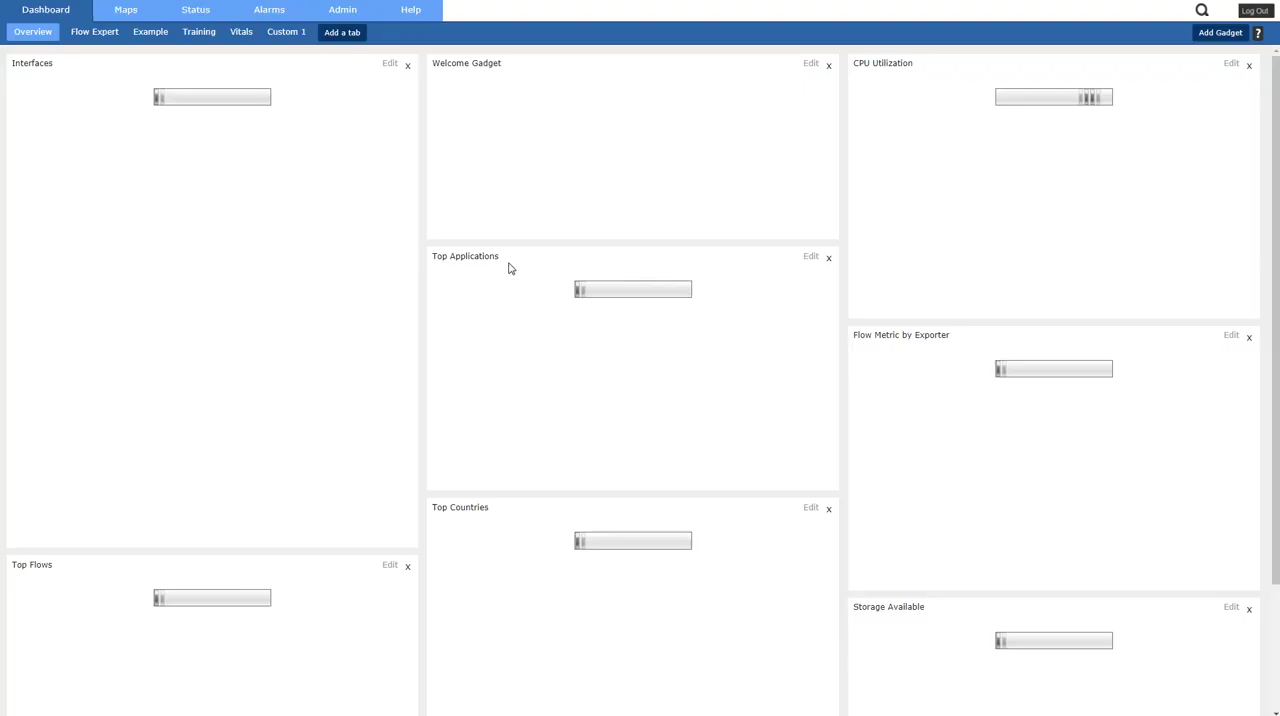 Dashboard Maps Status Alarms Admin Help Log Out
Overview Flow Expert Example Training Vitals Custom 1 Add a tab Add Gadget ?
Interfaces Edit x
Welcome Gadget Edit x
CPU Utilization Edit x
Top Applications Edit x
Flow Metric by Exporter Edit x
Top Countries Edit x
Top Flows Edit x
Storage Available Edit x